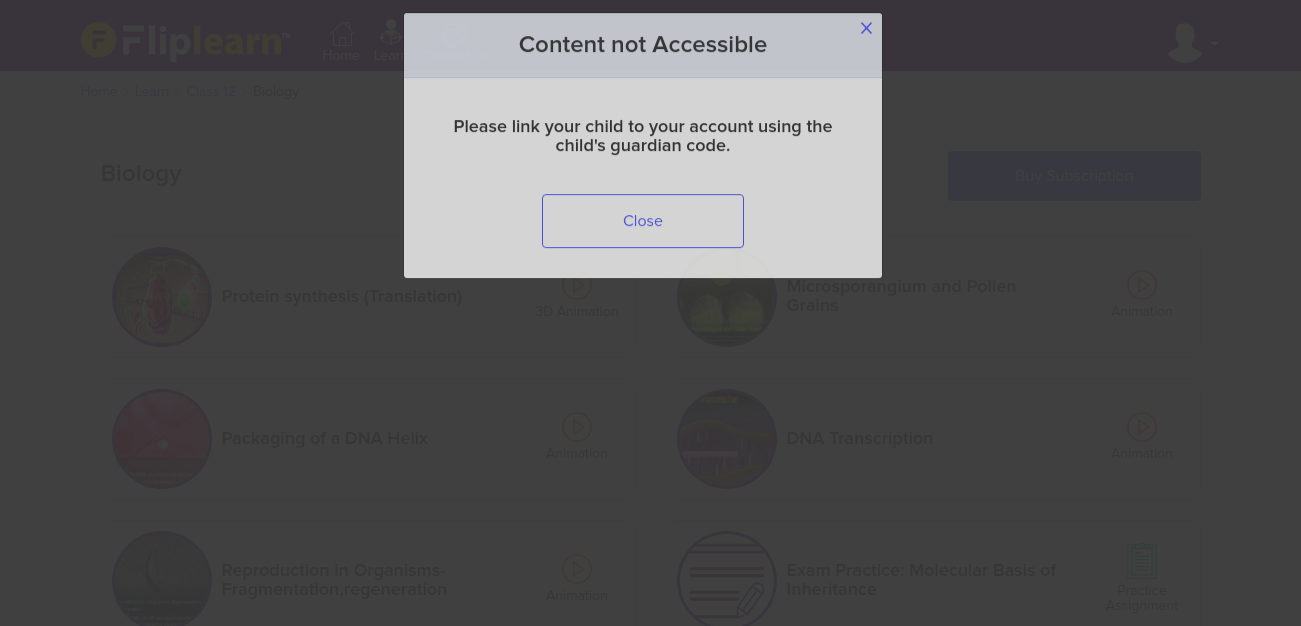 Fliplearn™
Home
Learn
Content not Accessible
Home / Learn / Class 12 / Biology
Please link your child to your account using the
child's guardian code.
Close
Biology
Buy Subscription
Protein synthesis (Translation)
3D Animation
Microsporangium and Pollen
Grains
Animation
Packaging of a DNA Helix
Animation
DNA Transcription
Animation
Reproduction in Organisms-
Fragmentation,regeneration
Animation
Exam Practice: Molecular Basis of
Inheritance
Practice
Assignment